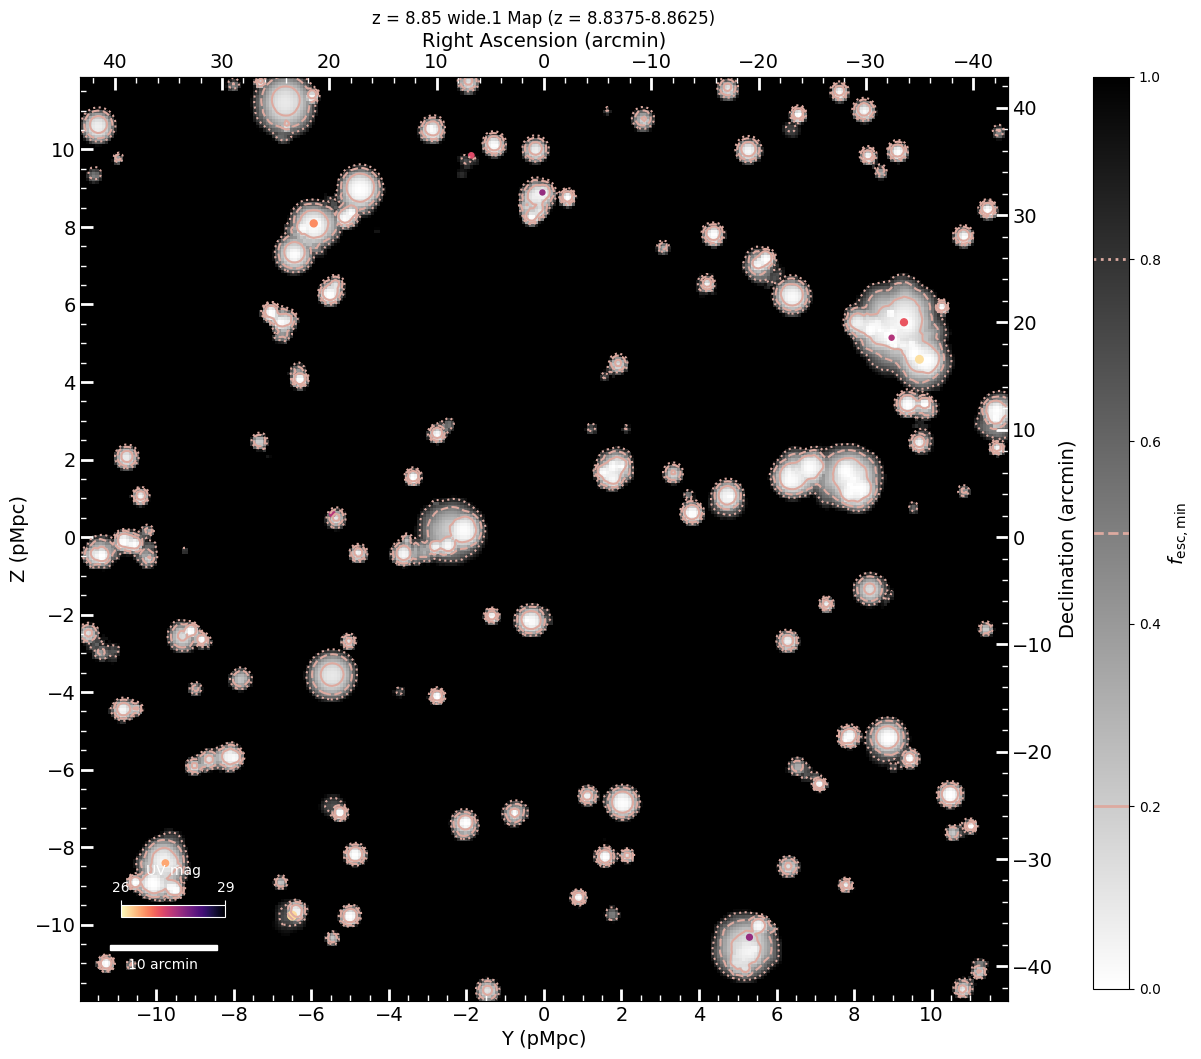 z = 8.85 wide.1 Map (z = 8.8375-8.8625)
Right Ascension (arcmin)
40 30 20 10 0 −10 −20 −30 −40
10
8
6
4
2
0
−2
−4
−6
−8
−10
Z (pMpc)
UV mag
26 29
10 arcmin
−10 −8 −6 −4 −2 0 2 4 6 8 10
Y (pMpc)
40
30
20
10
0
−10
−20
−30
−40
Declination (arcmin)
1.0
0.8
0.6
0.4
0.2
0.0
fesc,min